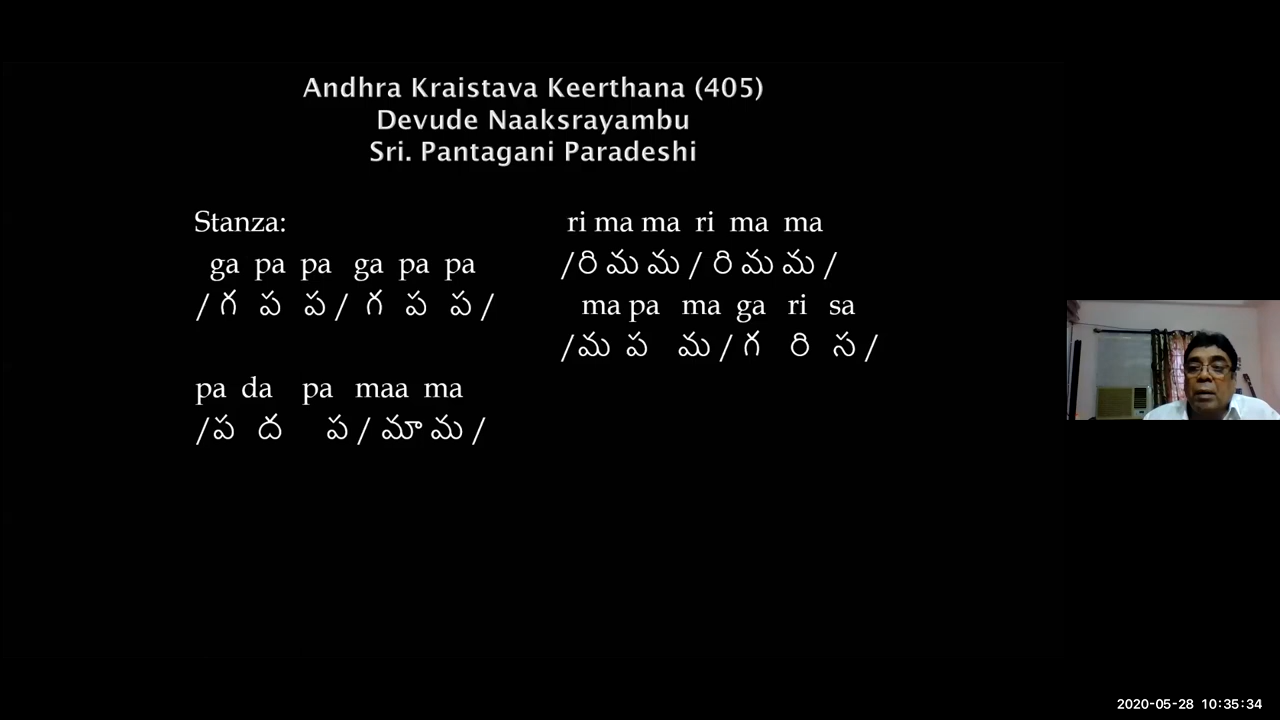 Andhra Kraistava Keerthana (405)
Devude Naaksrayambu
Sri. Pantagani Paradeshi
Stanza:
ga pa pa ga pa pa
/ గ ప ప / గ ప ప /
pa da pa maa ma
/ ప ద ప / మా మ /
ri ma ma ri ma ma
/ రి మ మ / రి మ మ /
ma pa ma ga ri sa
/ మ ప మ / గ రి స /
2020-05-28 10:35:34